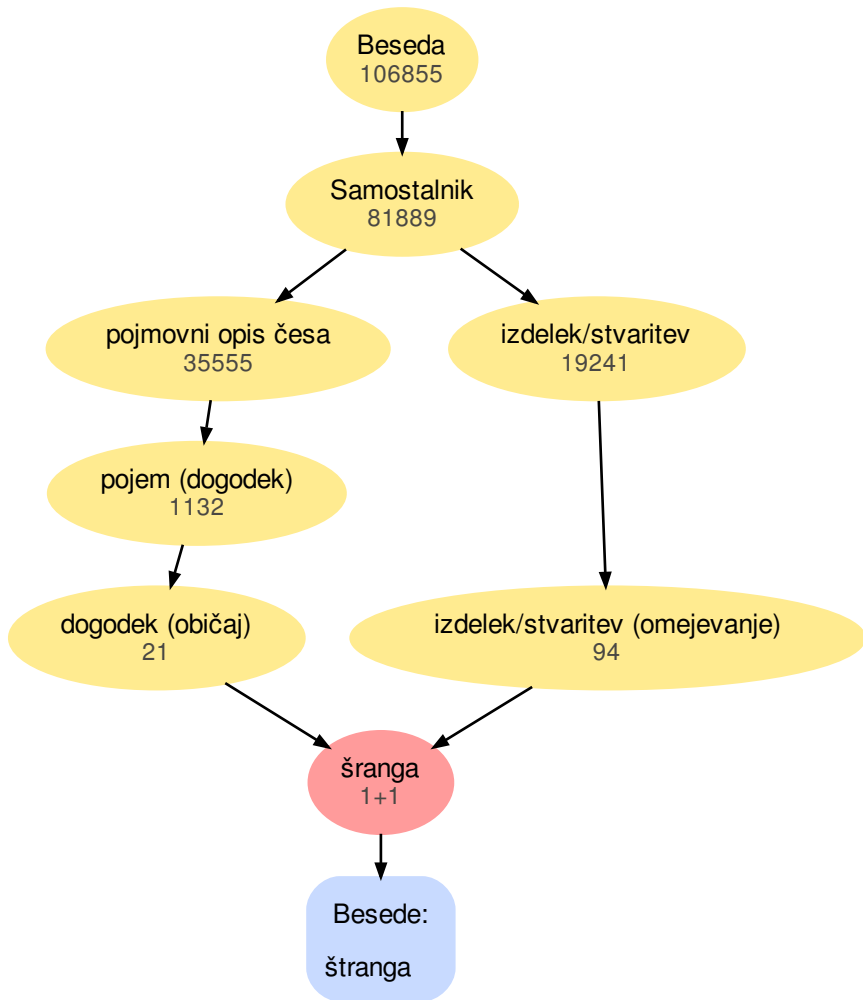 Beseda
106855
Samostalnik
81889
pojmovni opis česa
35555
izdelek/stvaritev
19241
pojem (dogodek)
1132
dogodek (običaj)
21
izdelek/stvaritev (omejevanje)
94
šranga
1+1
Besede:
štranga